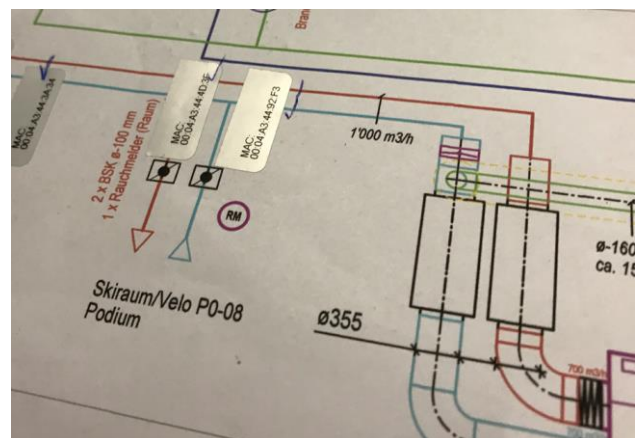 Bran
MAC:
00:04:A3:44:3A:34
MAC:
00:04:A3:44:4D:3F
MAC:
00:04:A3:44:92:F3
2 x BSK ø-100 mm
1 x Rauchmelder (Raum)
1'000 m3/h
RM
ø-160
ca. 15
Skiraum/Velo P0-08
Podium
ø355
700 m3/h